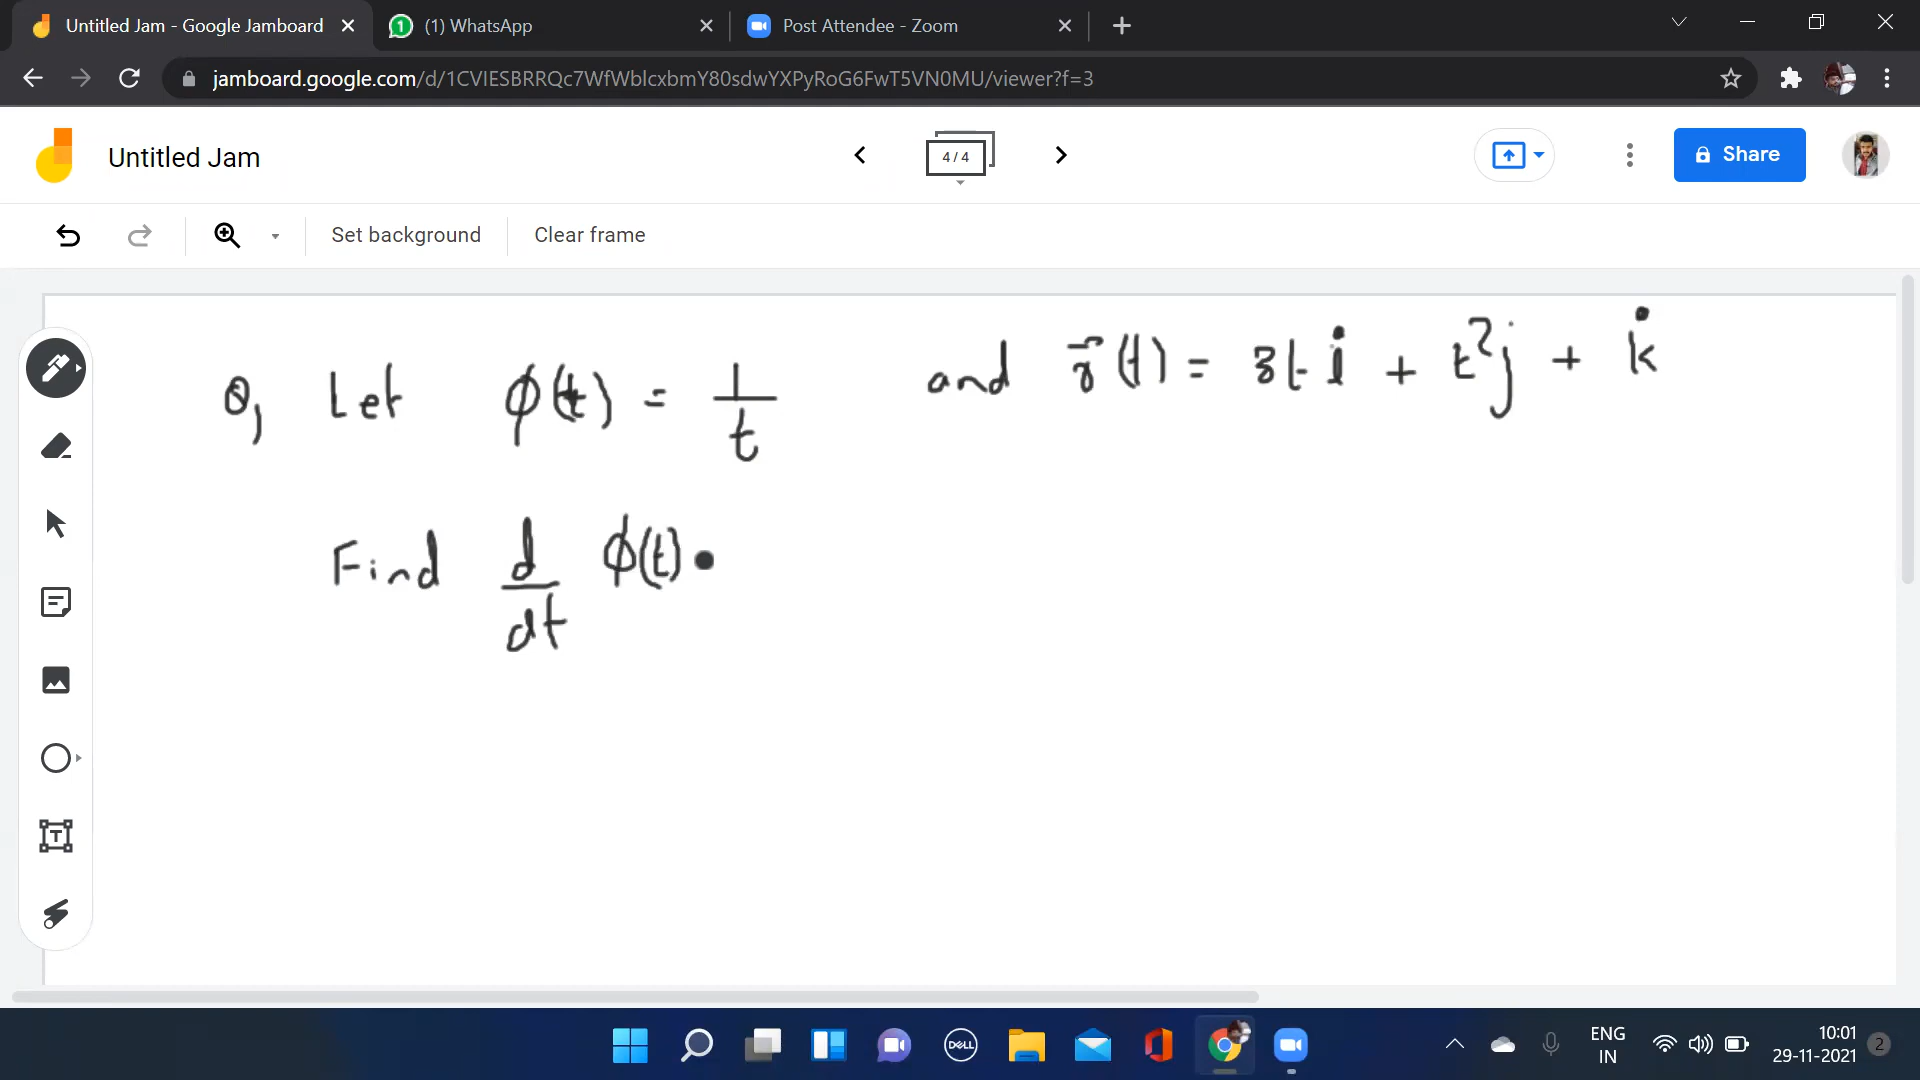 Untitled Jam - Google Jamboard
(1) WhatsApp
Post Attendee - Zoom
jamboard.google.com/d/1CVIESBRRQc7WfWblcxbmY80sdwYXPyRoG6FwT5VN0MU/viewer?f=3
Untitled Jam
4 / 4
Share
Set background
Clear frame
Q, Let ϕ(t) = 1/t and r⃗(t) = 3t i + t²j + k
Find d/dt ϕ(t)
DELL
ENG
IN
10:01
29-11-2021
2